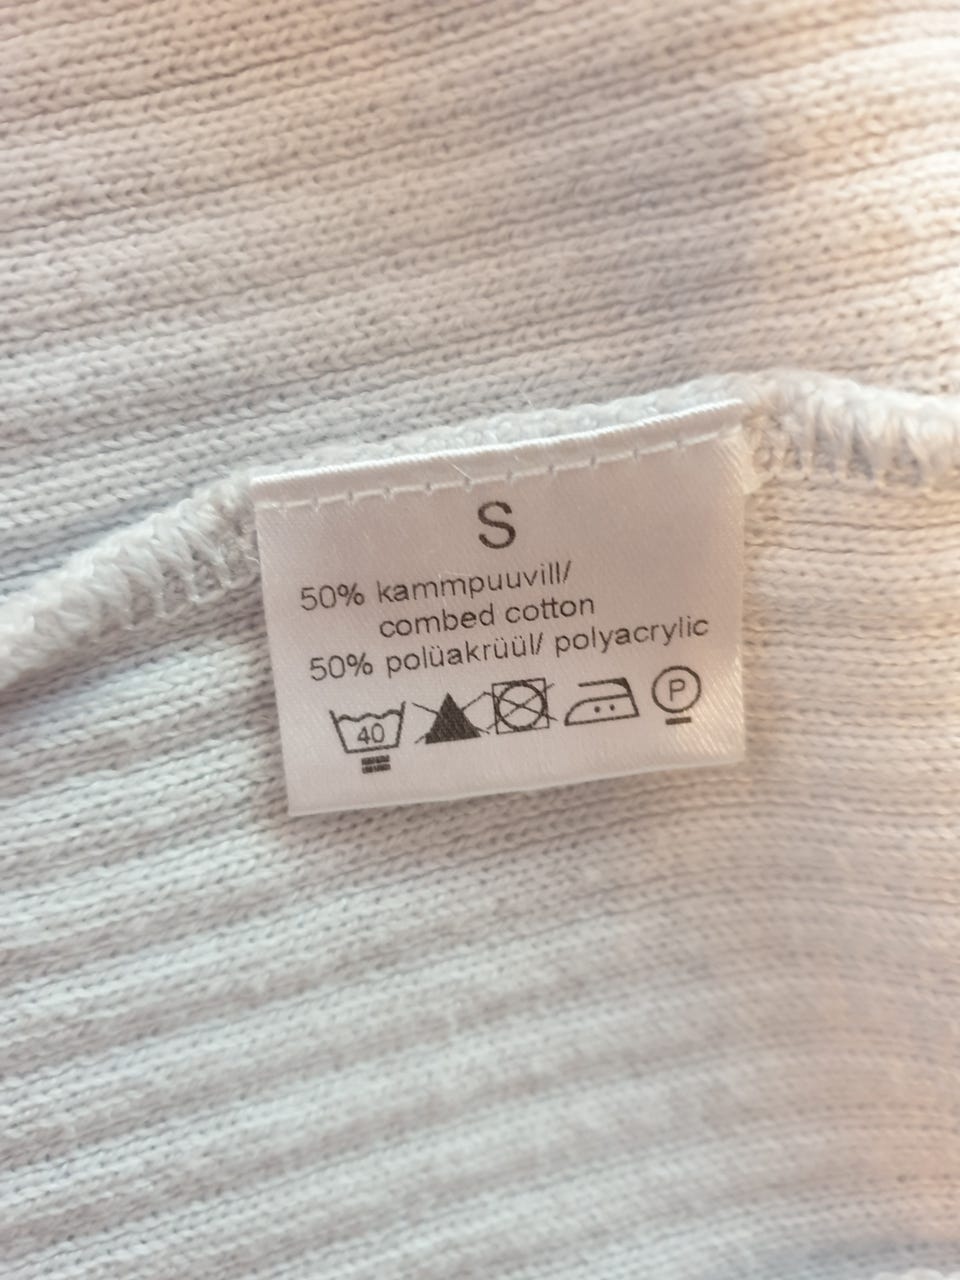 S
50% kammpuuvill/
combed cotton
50% polüakrüül/ polyacrylic
40 P